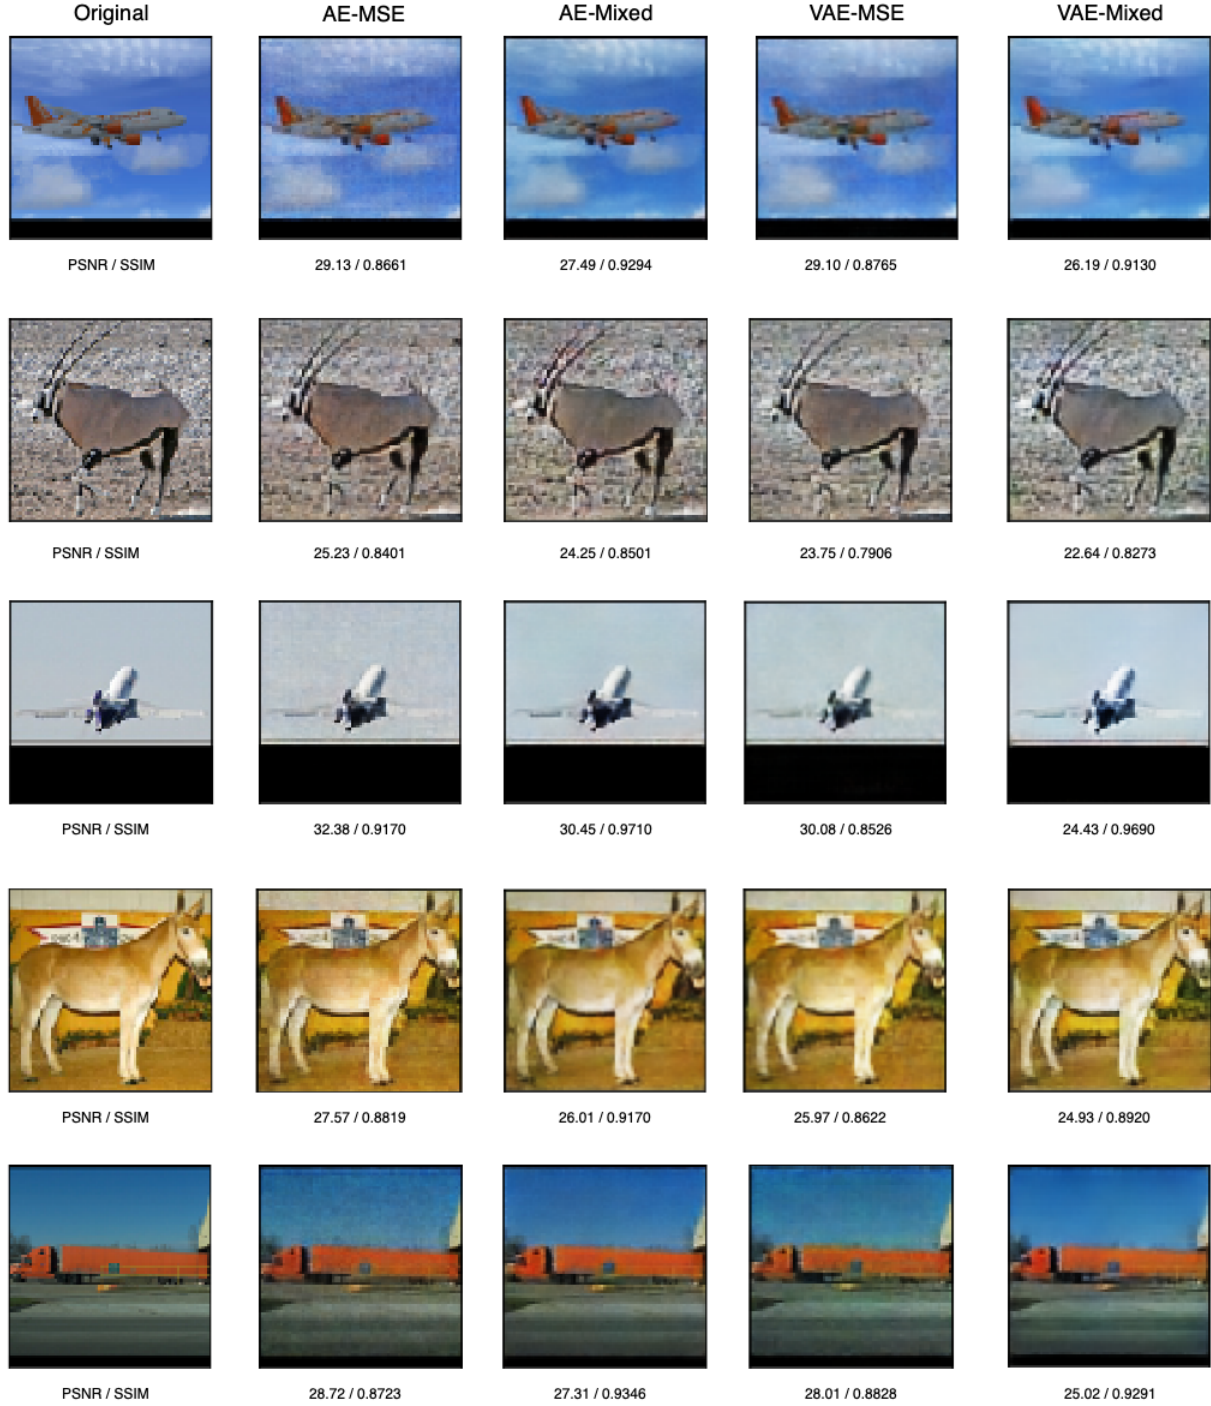 Original AE-MSE AE-Mixed VAE-MSE VAE-Mixed
PSNR / SSIM 29.13 / 0.8661 27.49 / 0.9294 29.10 / 0.8765 26.19 / 0.9130
PSNR / SSIM 25.23 / 0.8401 24.25 / 0.8501 23.75 / 0.7906 22.64 / 0.8273
PSNR / SSIM 32.38 / 0.9170 30.45 / 0.9710 30.08 / 0.8526 24.43 / 0.9690
PSNR / SSIM 27.57 / 0.8819 26.01 / 0.9170 25.97 / 0.8622 24.93 / 0.8920
PSNR / SSIM 28.72 / 0.8723 27.31 / 0.9346 28.01 / 0.8828 25.02 / 0.9291